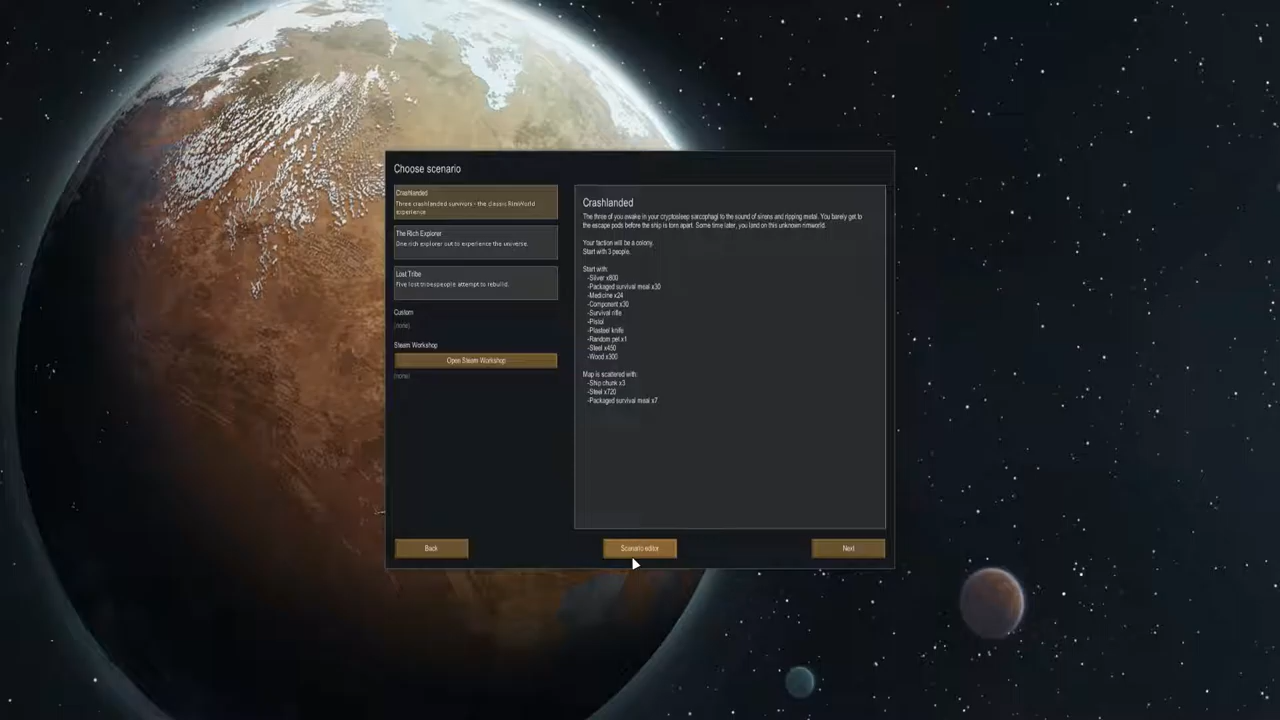 Choose scenario
Crashlanded
Three crashlanded survivors - the classic RimWorld
experience
The Rich Explorer
One rich explorer out to experience the universe.
Lost Tribe
Five lost tribespeople attempt to rebuild.
Custom
(none)
Steam Workshop
Open Steam Workshop
(none)
Crashlanded
The three of you awake in your cryptosleep sarcophagi to the sound of sirens and ripping metal. You barely get to
the escape pods before the ship is torn apart. Some time later, you land on this unknown rimworld.
Your faction will be a colony.
Start with 3 people.
Start with:
-Silver x800
-Packaged survival meal x30
-Medicine x24
-Component x30
-Survival rifle
-Pistol
-Plasteel knife
-Random pet x1
-Steel x450
-Wood x300
Map is scattered with:
-Ship chunk x3
-Steel x720
-Packaged survival meal x7
Back
Scenario editor
Next